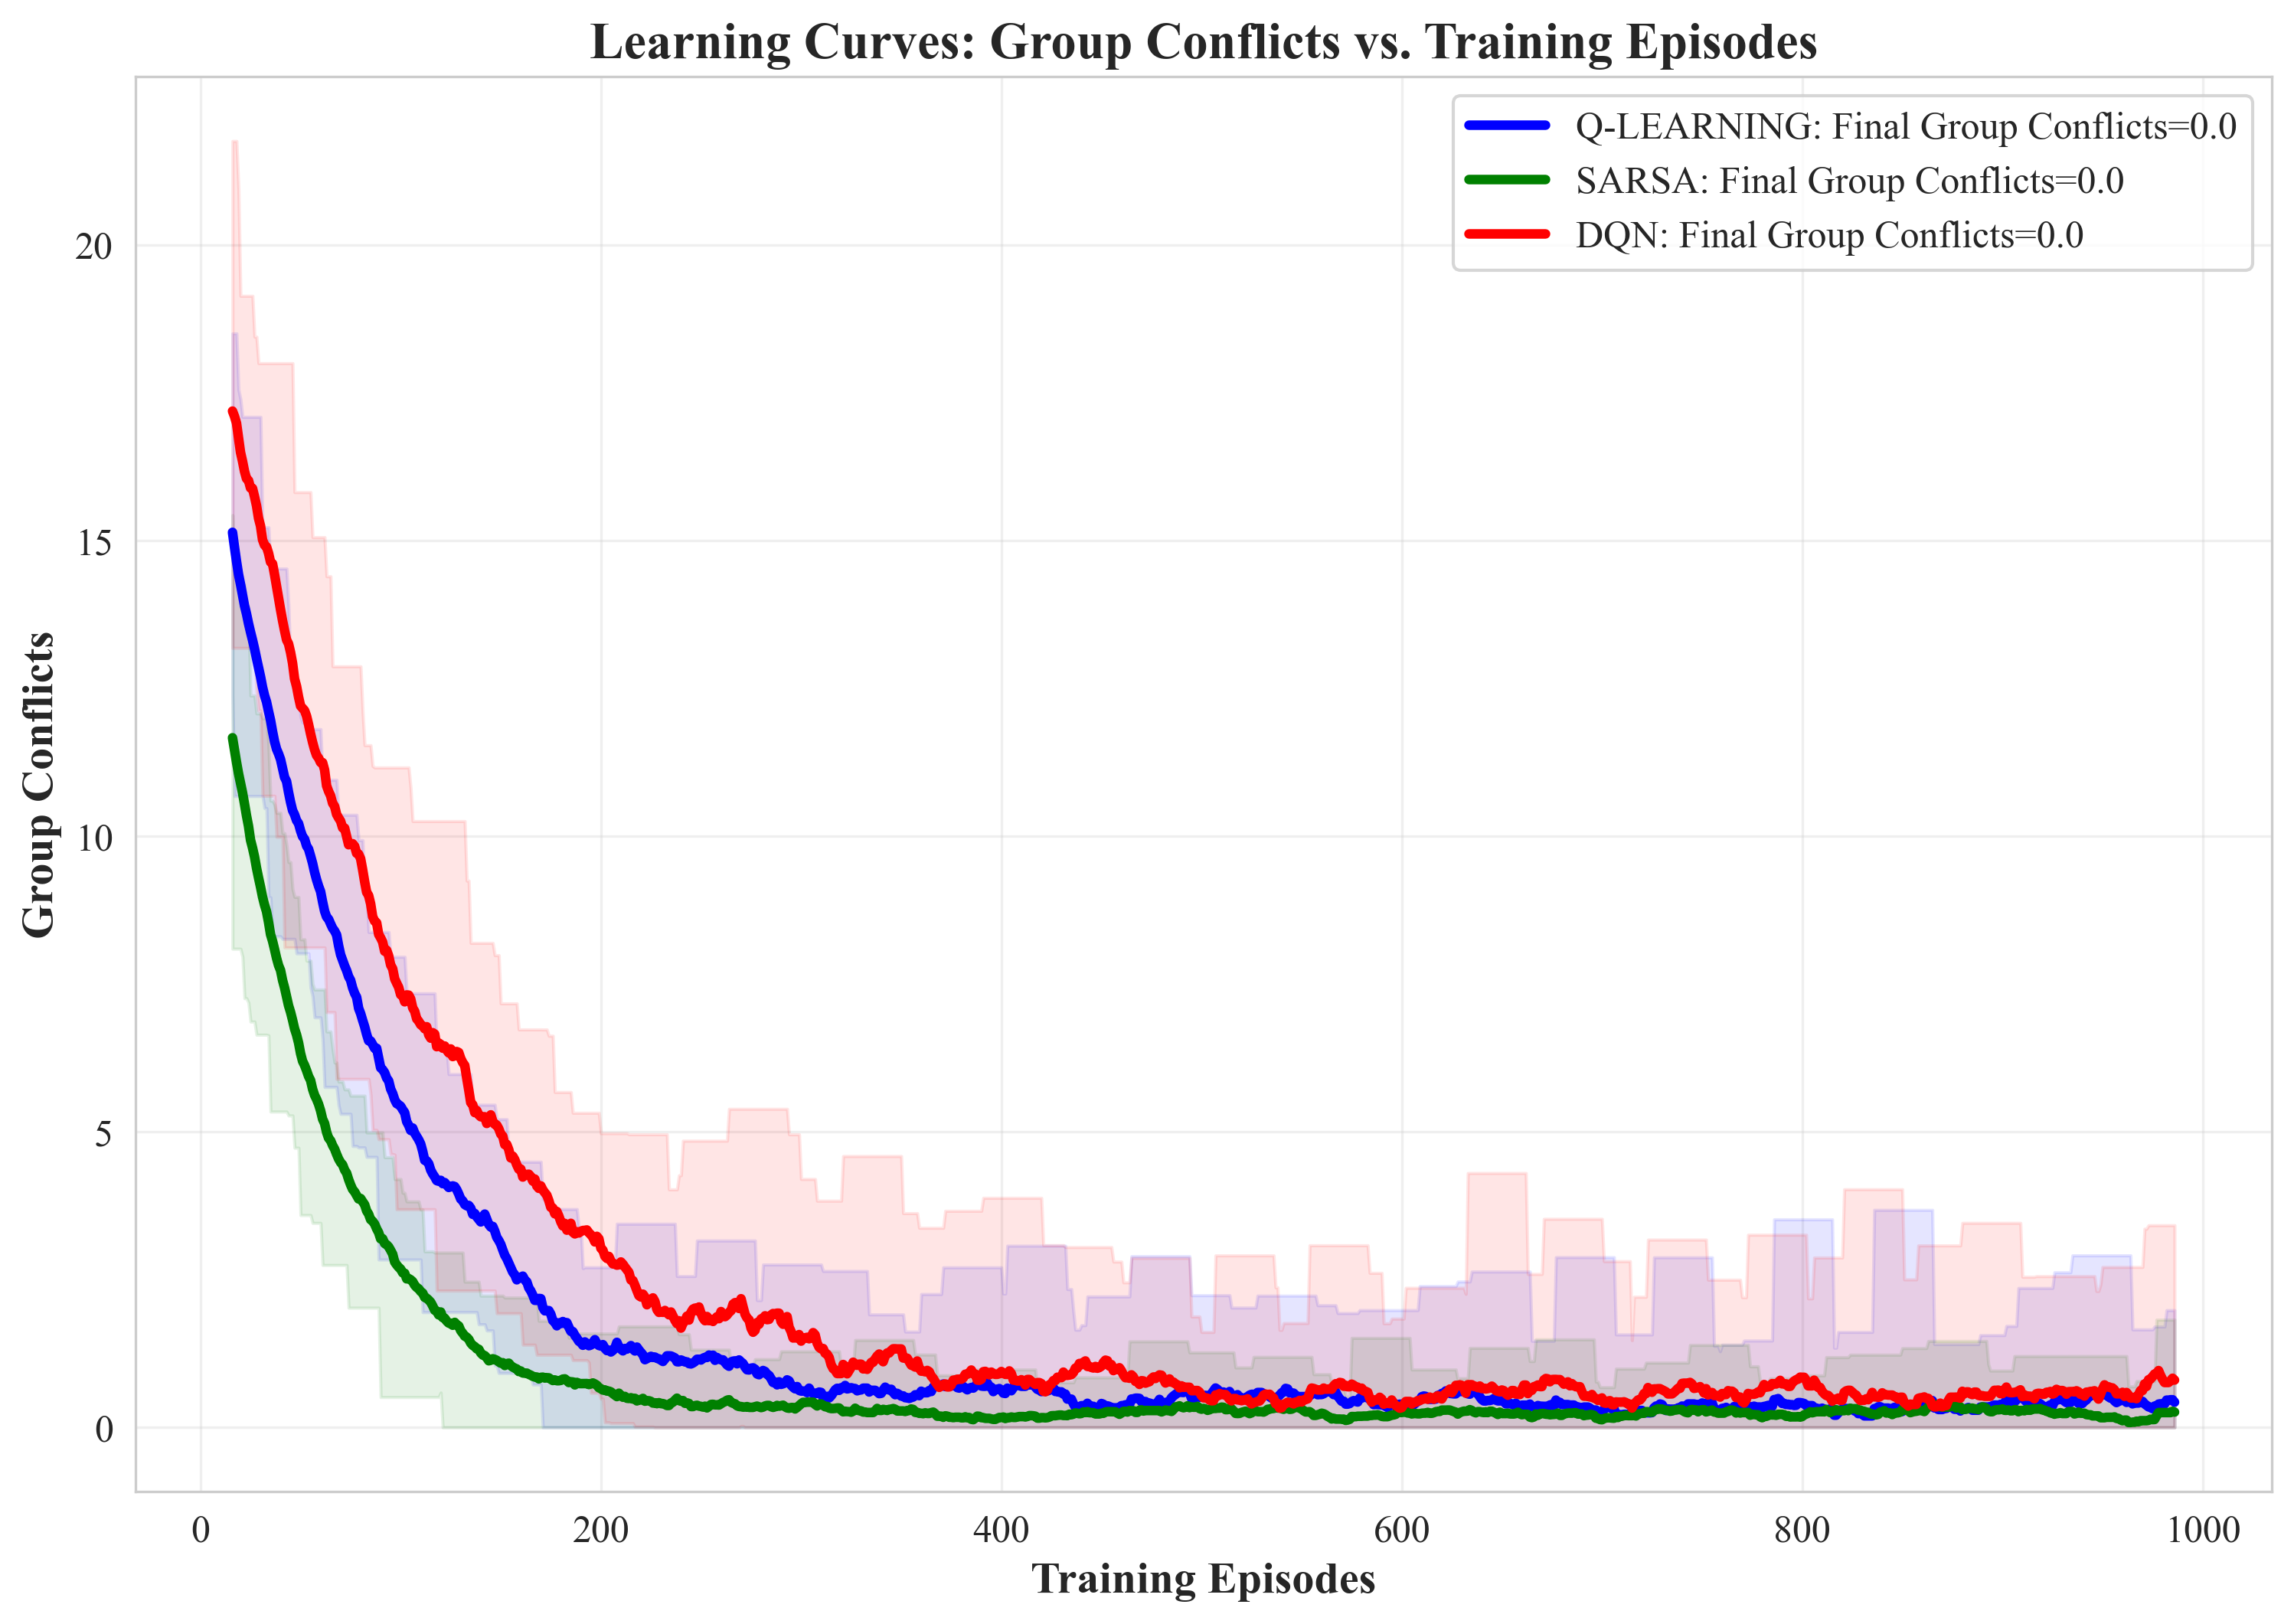 Learning Curves: Group Conflicts vs. Training Episodes
Q-LEARNING: Final Group Conflicts=0.0
SARSA: Final Group Conflicts=0.0
DQN: Final Group Conflicts=0.0
Group Conflicts
20
15
10
5
0
0 200 400 600 800 1000
Training Episodes